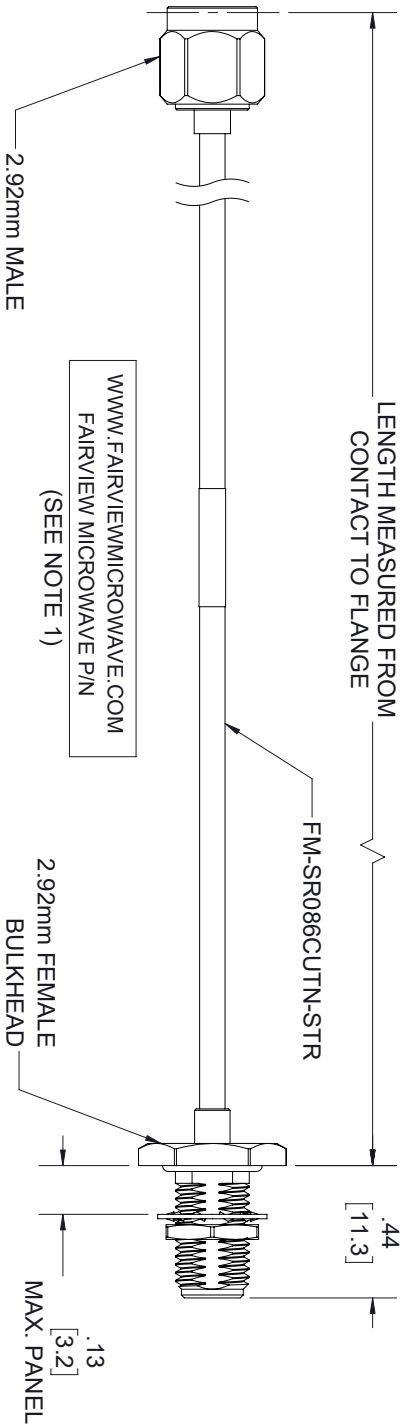 LENGTH MEASURED FROM
CONTACT TO FLANGE
2.92mm MALE
WWW.FAIRVIEWMICROWAVE.COM
FAIRVIEW MICROWAVE P/N
(SEE NOTE 1)
FM-SR086CUTN-STR
2.92mm FEMALE
BULKHEAD
.44
[11.3]
.13
[3.2]
MAX. PANEL